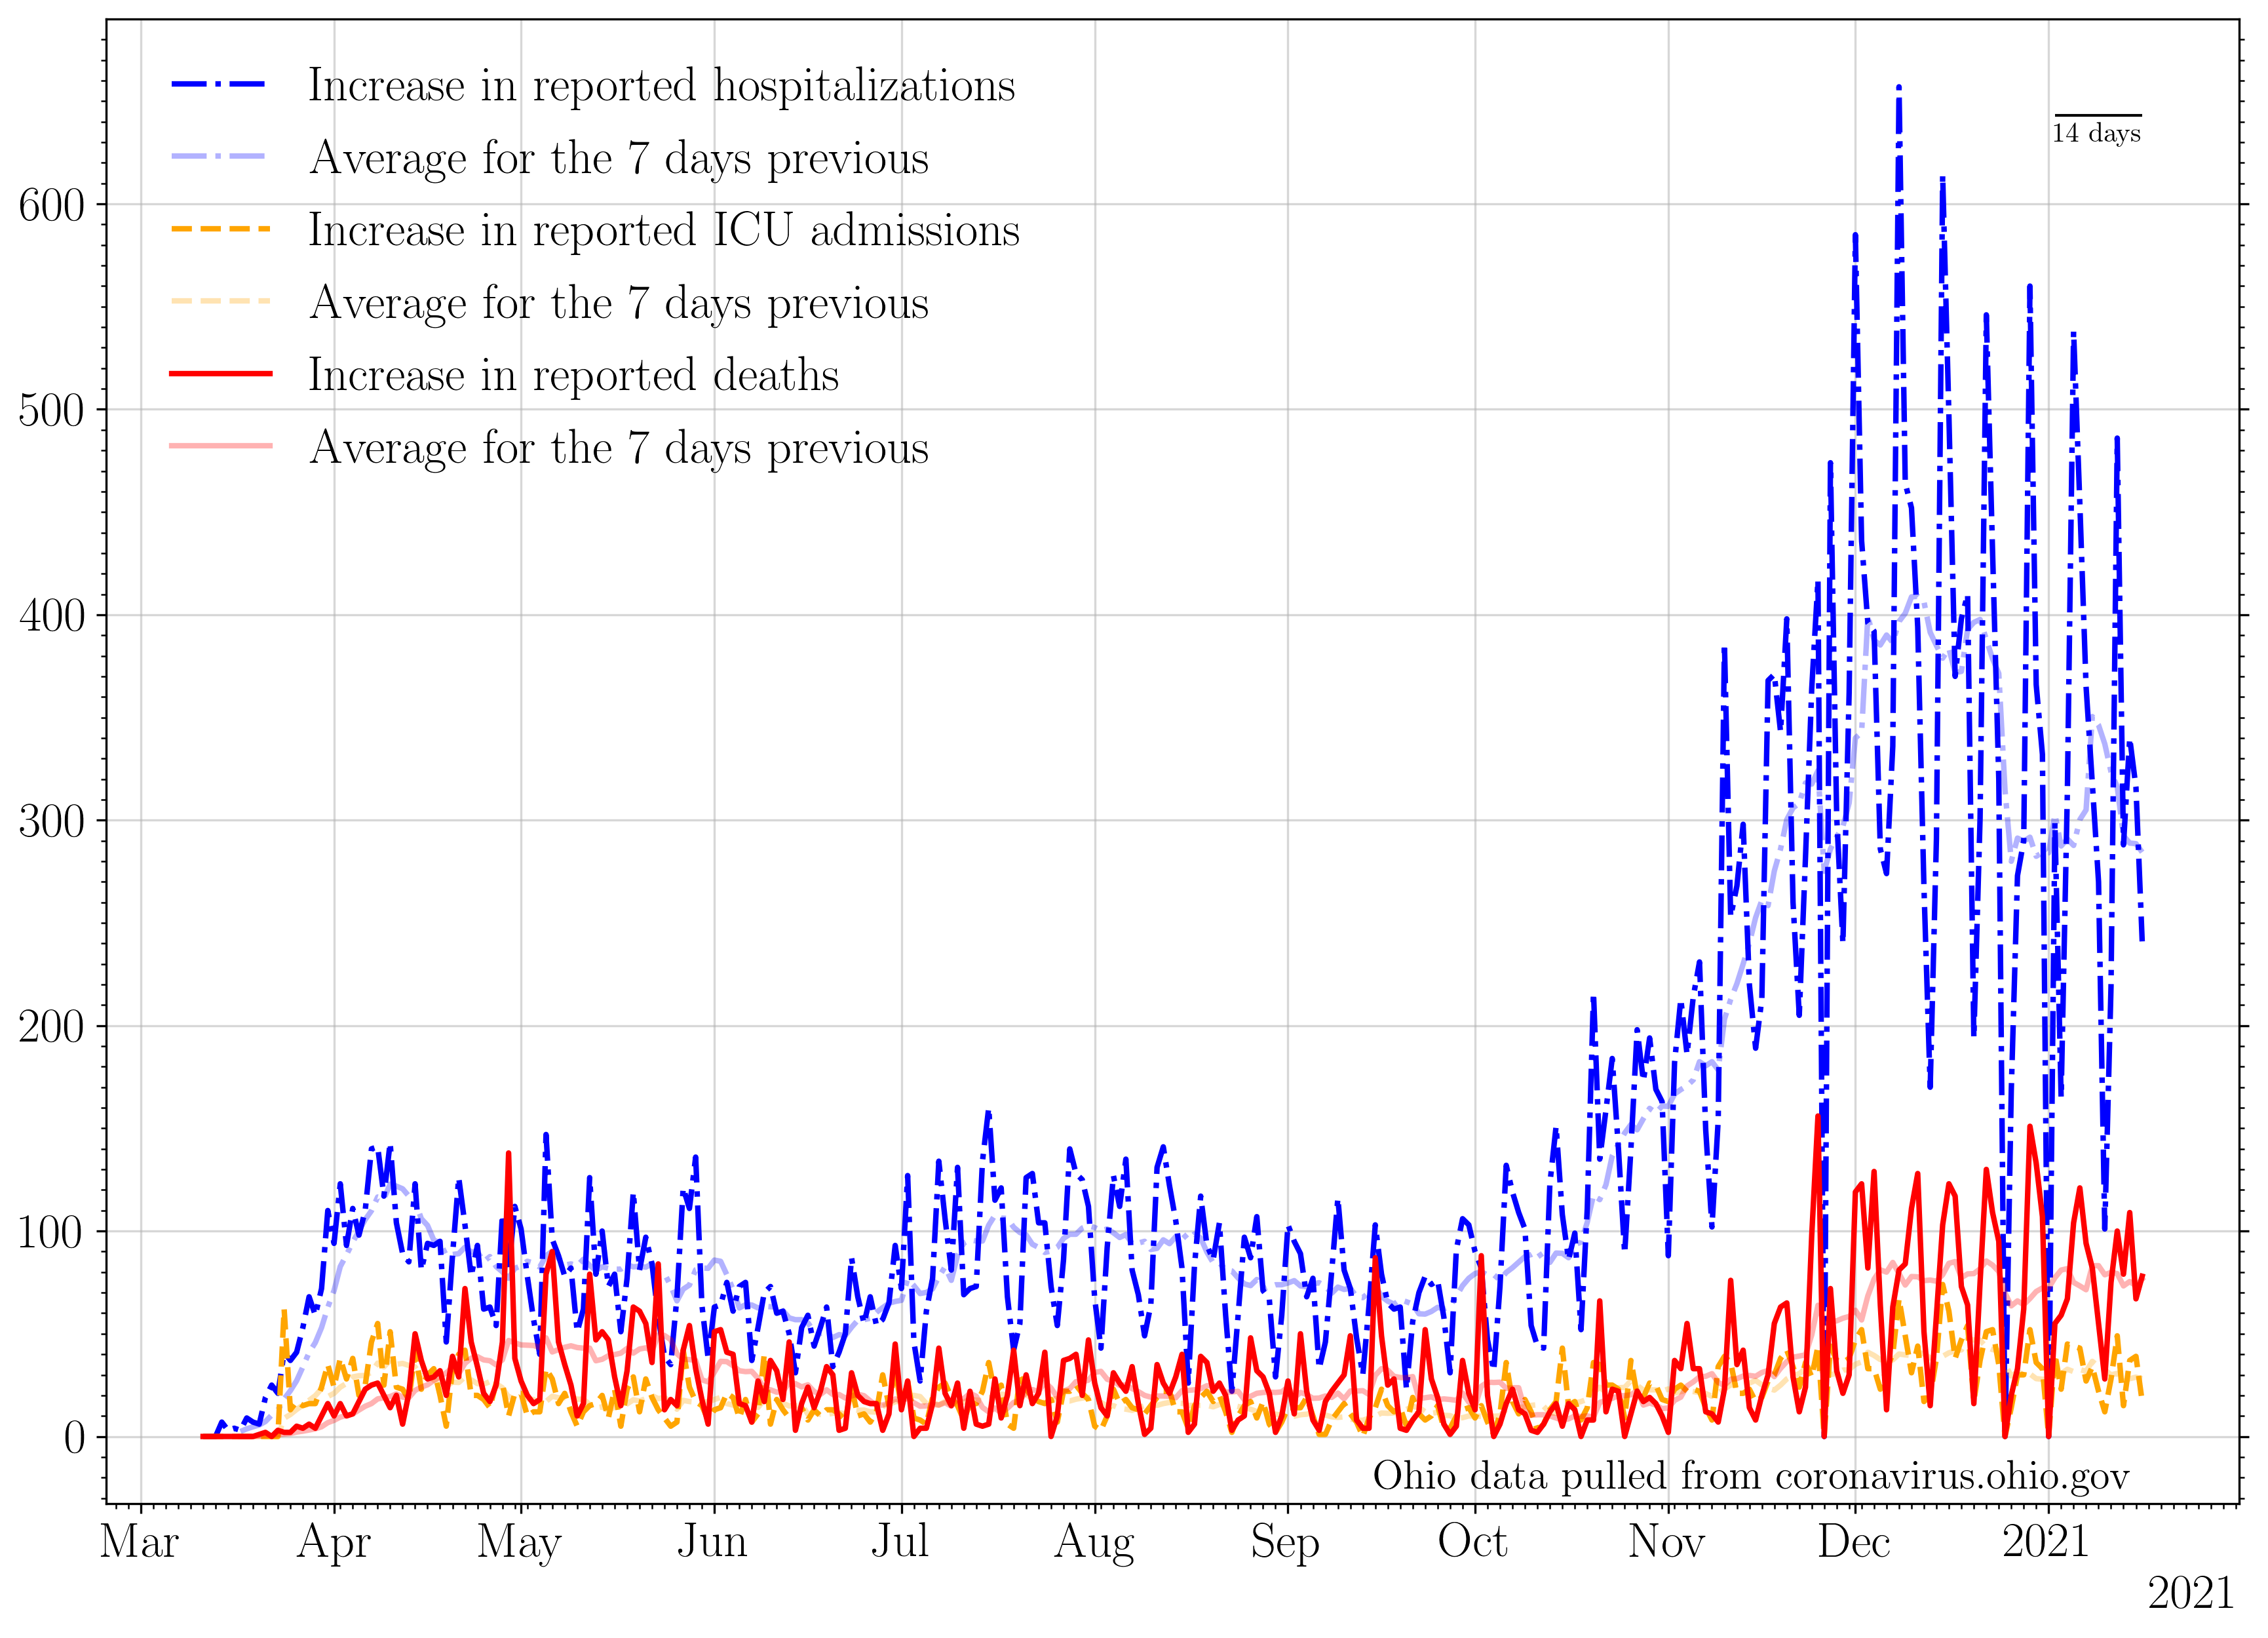 Increase in reported hospitalizations
Average for the 7 days previous
Increase in reported ICU admissions
Average for the 7 days previous
Increase in reported deaths
Average for the 7 days previous
14 days
600
500
400
300
200
100
0
Ohio data pulled from coronavirus.ohio.gov
Mar Apr May Jun Jul Aug Sep Oct Nov Dec 2021
2021